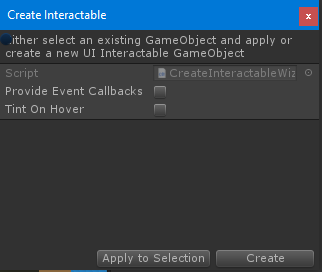 Create Interactable
x
ither select an existing GameObject and apply or
create a new UI Interactable GameObject
Script
CreateInteractableWiz
Provide Event Callbacks
Tint On Hover
Apply to Selection
Create